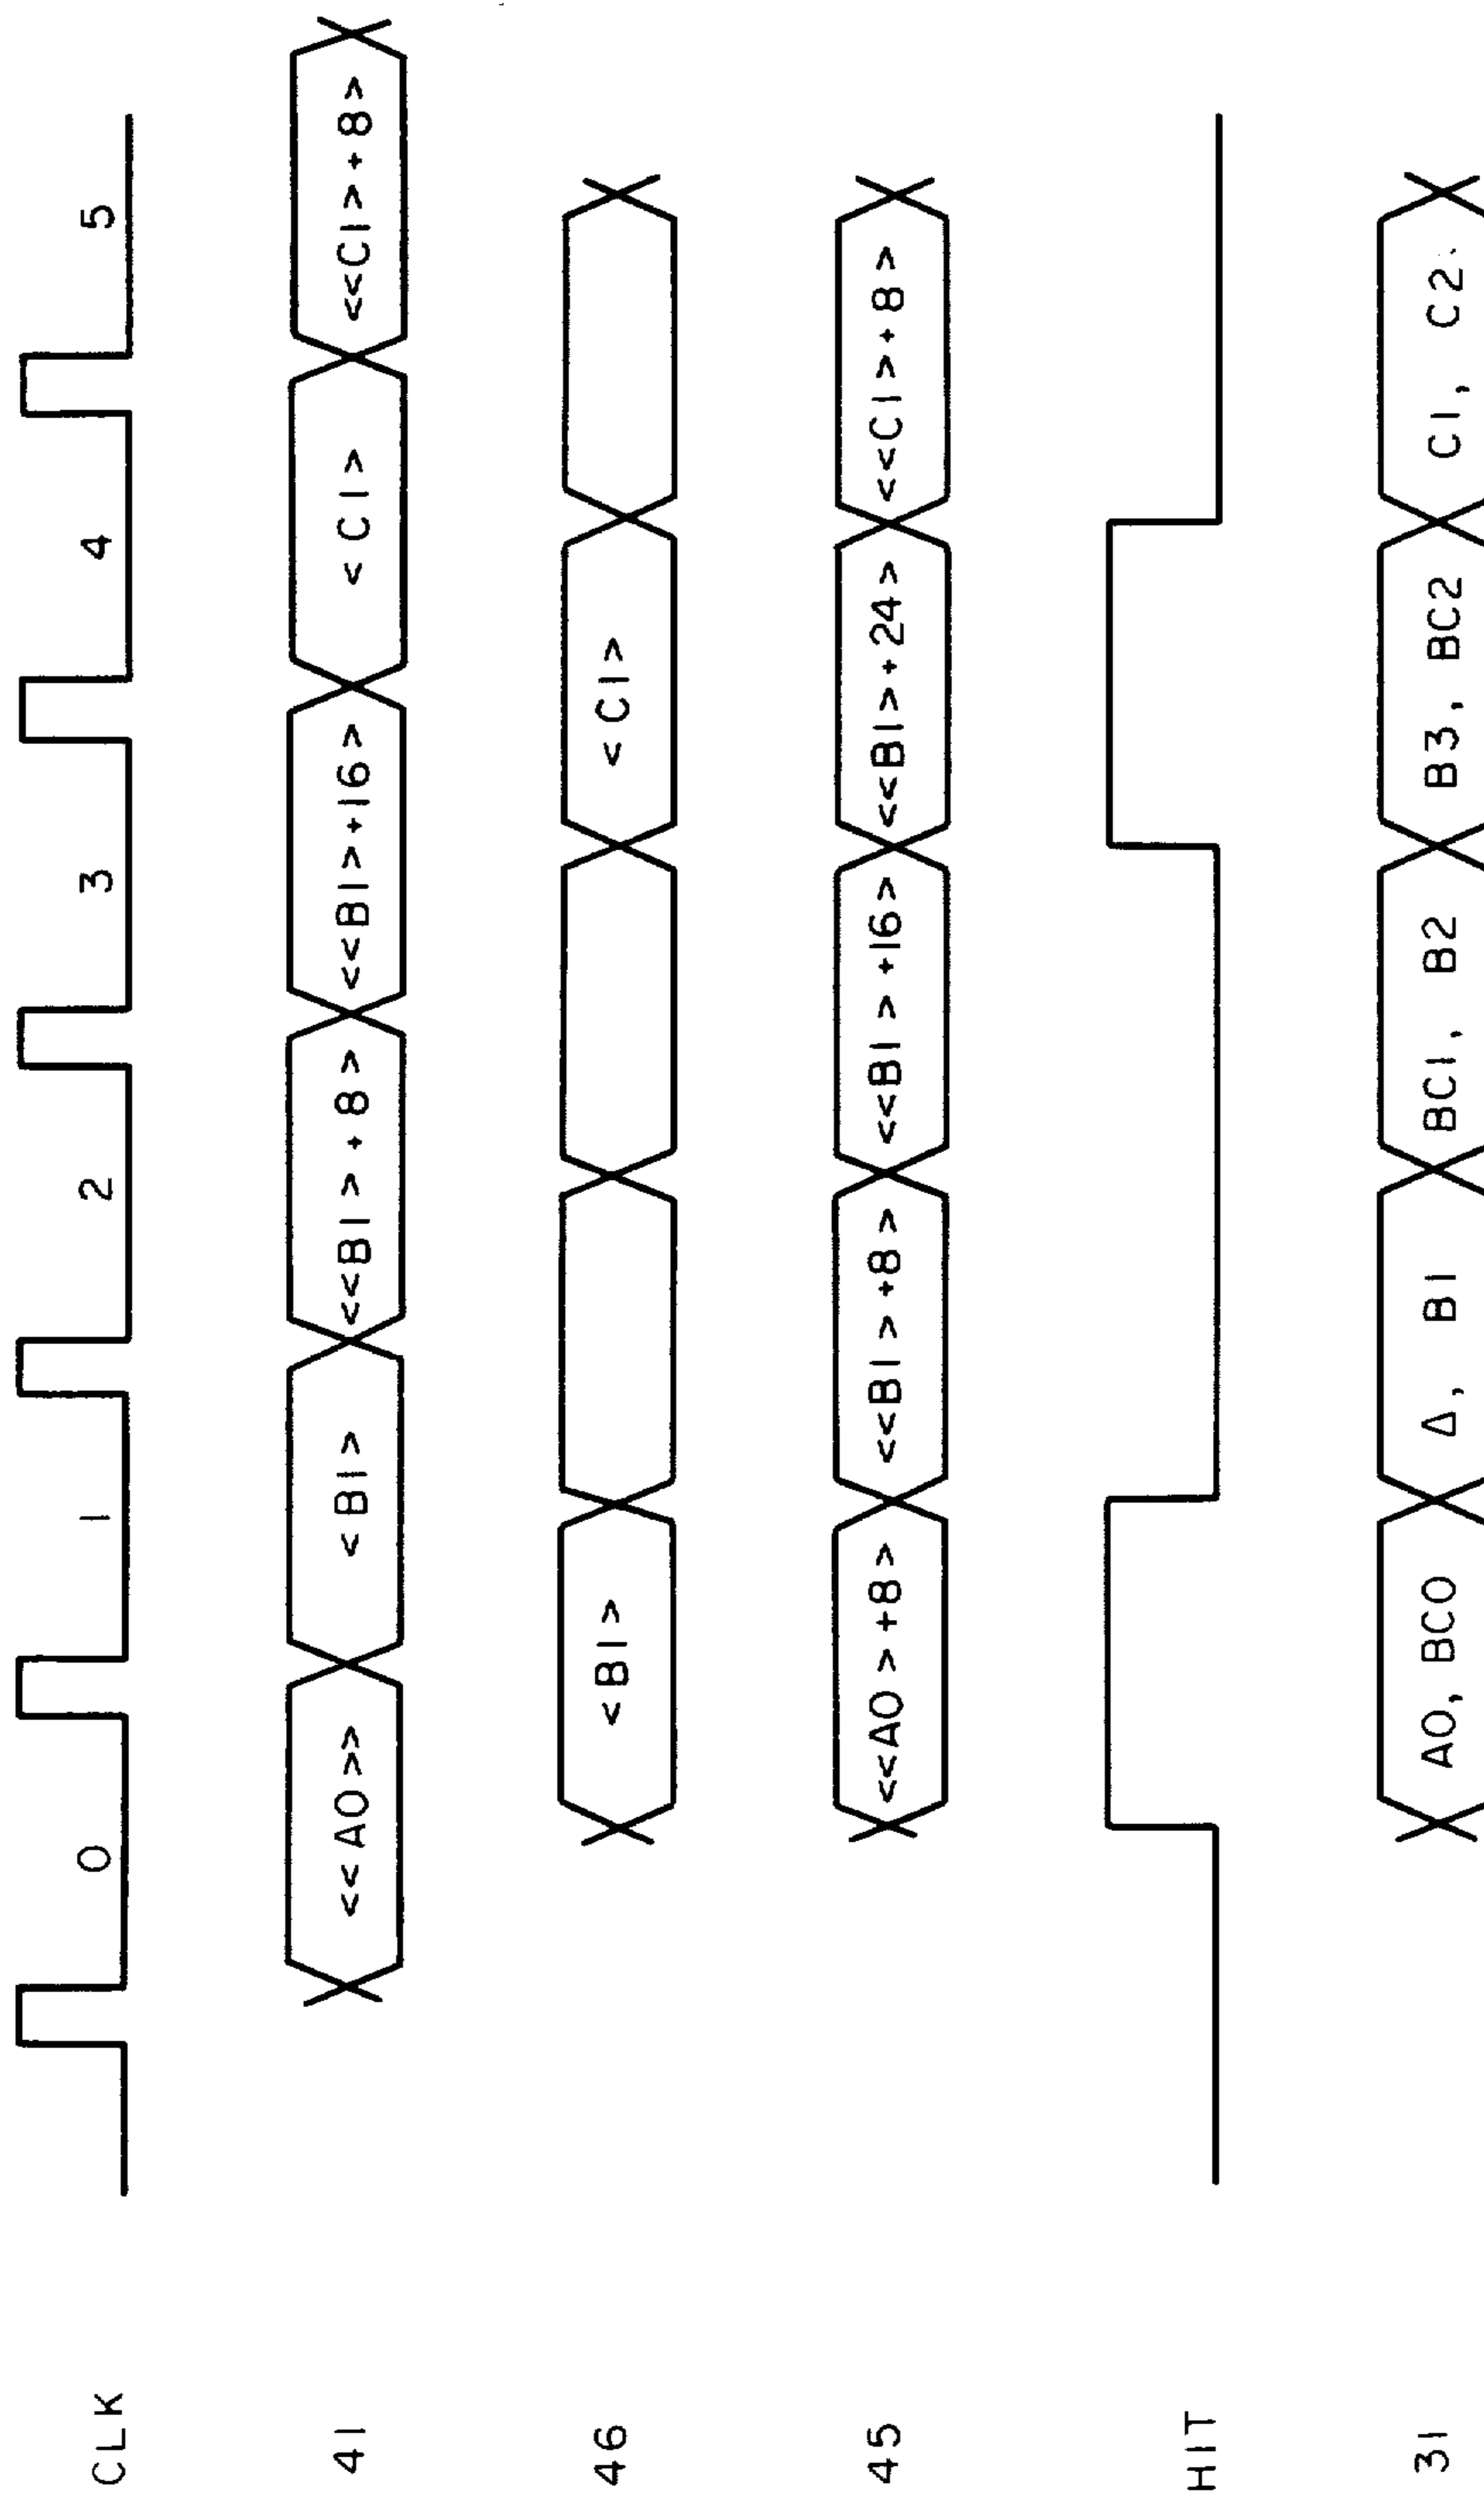 CLK 0 1 2 3 4 5
41 <<A0>> <B1> <<B1>+8> <<B1>+16> <C1> <<C1>+8>
46 <B1> <C1>
45 <<A0>+8> <<B1>+8> <<B1>+16> <<B1>+24> <<C1>+8>
HIT
31 A0, BC0 Δ, B1 BC1, B2 B3, BC2 C1, C2